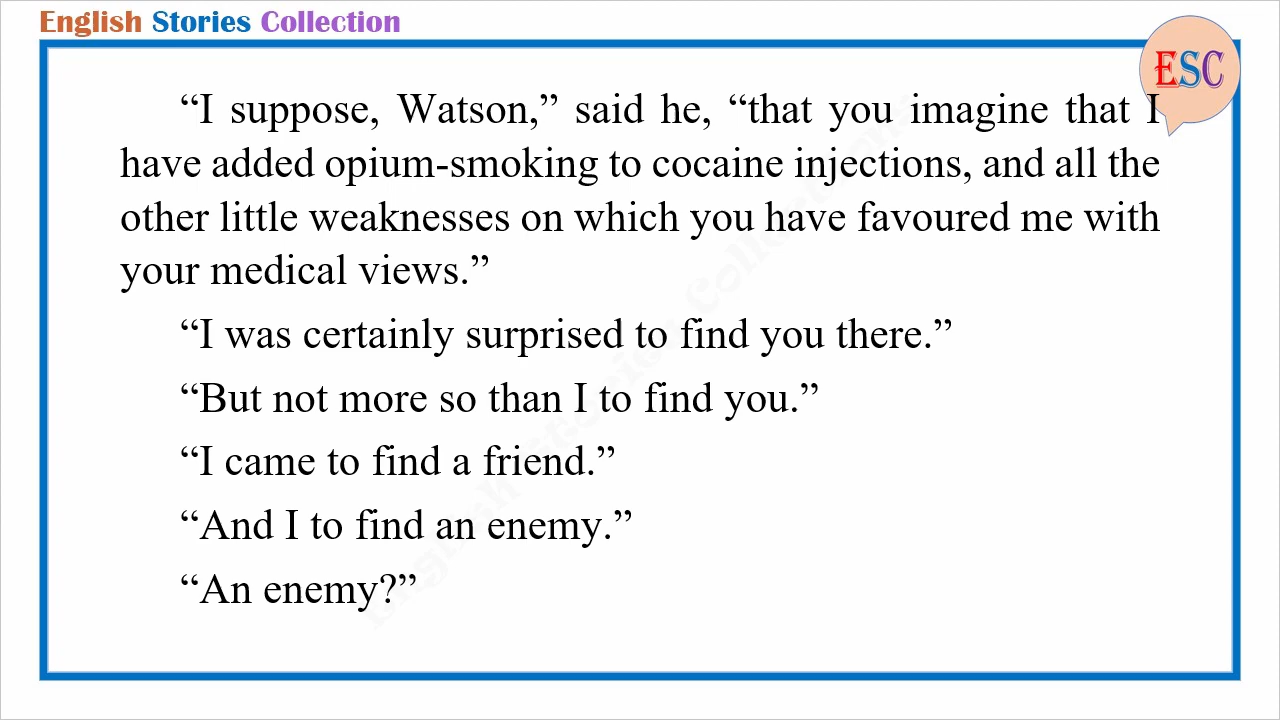 English Stories Collection
ESC
“I suppose, Watson,” said he, “that you imagine that I
have added opium-smoking to cocaine injections, and all the
other little weaknesses on which you have favoured me with
your medical views.”
“I was certainly surprised to find you there.”
“But not more so than I to find you.”
“I came to find a friend.”
“And I to find an enemy.”
“An enemy?”
English Stories Collections